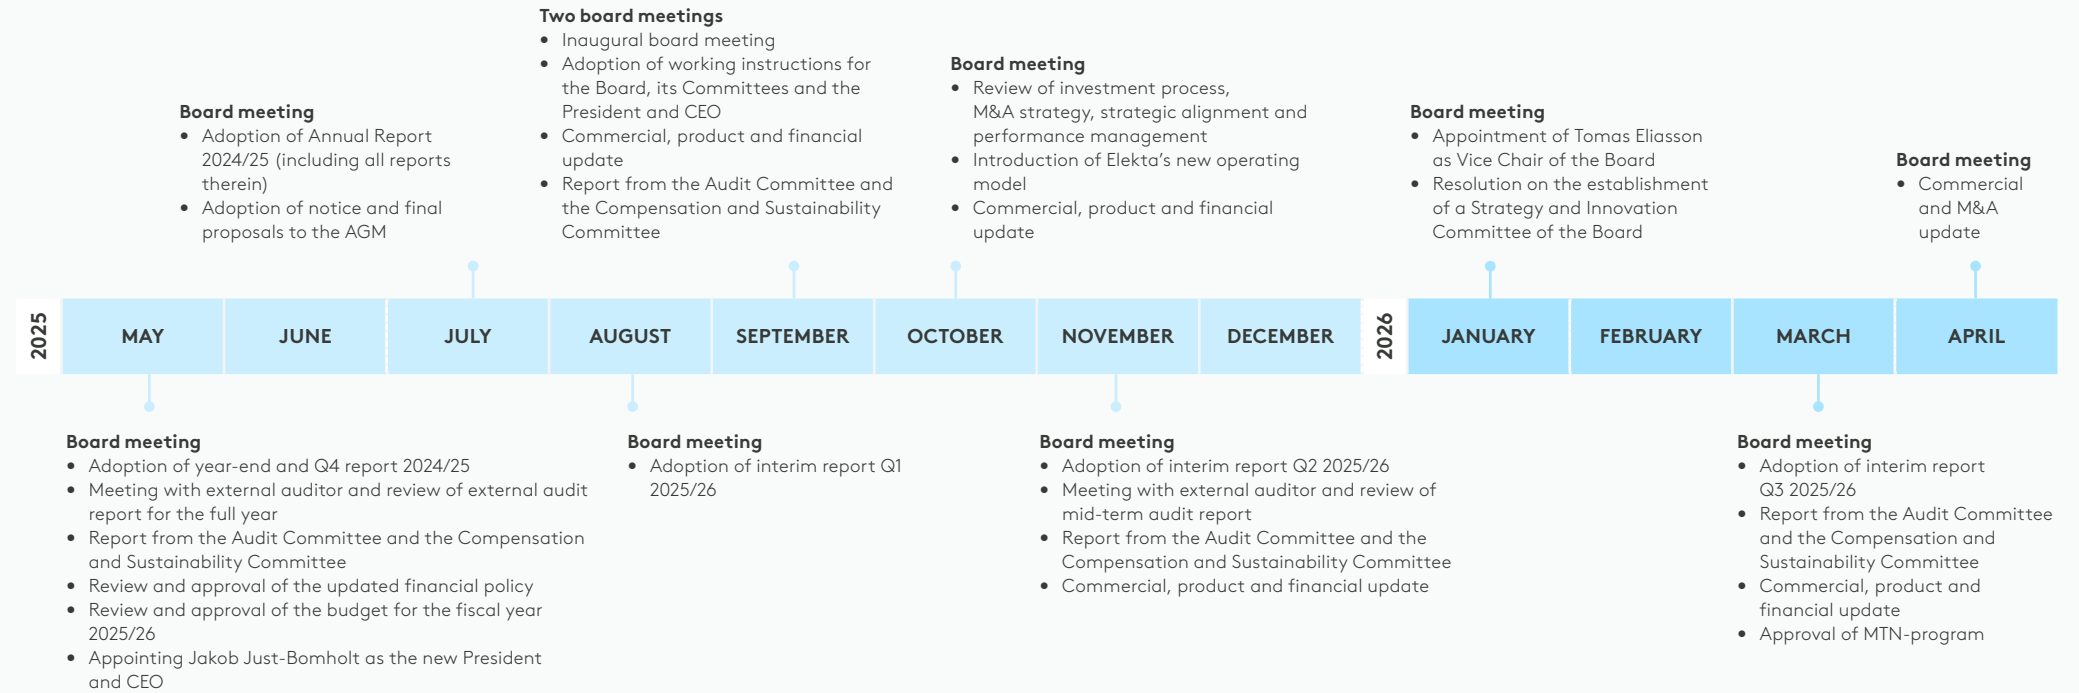 Two board meetings
• Inaugural board meeting
• Adoption of working instructions for
the Board, its Committees and the
President and CEO
• Commercial, product and financial
update
• Report from the Audit Committee and
the Compensation and Sustainability
Committee
Board meeting
• Review of investment process,
M&A strategy, strategic alignment and
performance management
• Introduction of Elekta's new operating
model
• Commercial, product and financial
update
Board meeting
• Adoption of Annual Report
2024/25 (including all reports
therein)
• Adoption of notice and final
proposals to the AGM
Board meeting
• Appointment of Tomas Eliasson
as Vice Chair of the Board
• Resolution on the establishment
of a Strategy and Innovation
Committee of the Board
Board meeting
• Commercial
and M&A
update
2025
MAY
JUNE
JULY
AUGUST
SEPTEMBER
OCTOBER
NOVEMBER
DECEMBER
2026
JANUARY
FEBRUARY
MARCH
APRIL
Board meeting
• Adoption of year-end and Q4 report 2024/25
• Meeting with external auditor and review of external audit
report for the full year
• Report from the Audit Committee and the Compensation
and Sustainability Committee
• Review and approval of the updated financial policy
• Review and approval of the budget for the fiscal year
2025/26
• Appointing Jakob Just-Bomholt as the new President
and CEO
Board meeting
• Adoption of interim report Q1
2025/26
Board meeting
• Adoption of interim report Q2 2025/26
• Meeting with external auditor and review of
mid-term audit report
• Report from the Audit Committee and the
Compensation and Sustainability Committee
• Commercial, product and financial update
Board meeting
• Adoption of interim report
Q3 2025/26
• Report from the Audit Committee
and the Compensation and
Sustainability Committee
• Commercial, product and
financial update
• Approval of MTN-program